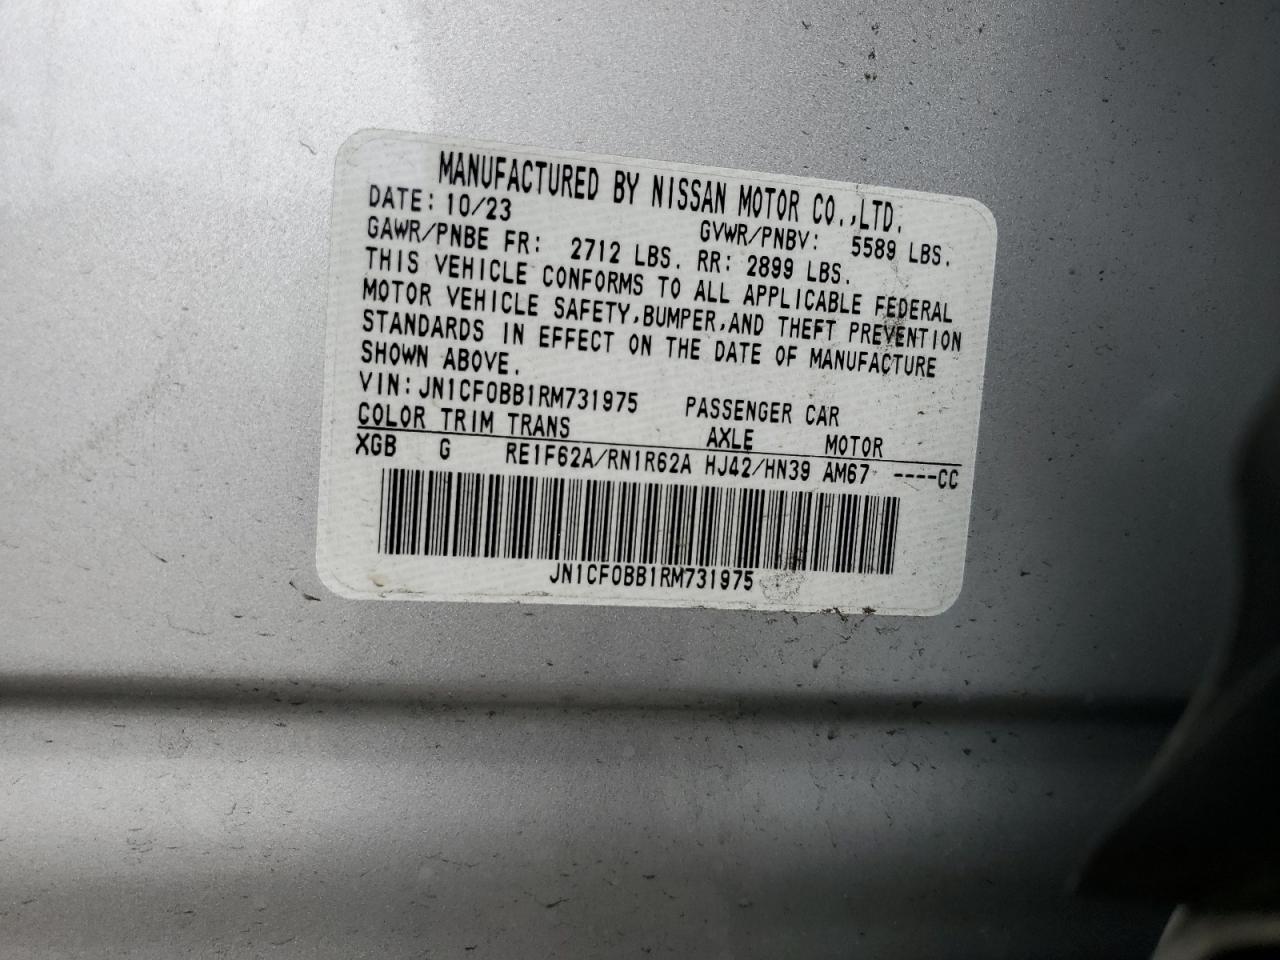 MANUFACTURED BY NISSAN MOTOR CO.,LTD.
DATE: 10/23 GVWR/PNBV: 5589 LBS.
GAWR/PNBE FR: 2712 LBS. RR: 2899 LBS.
THIS VEHICLE CONFORMS TO ALL APPLICABLE FEDERAL
MOTOR VEHICLE SAFETY,BUMPER,AND THEFT PREVENTION
STANDARDS IN EFFECT ON THE DATE OF MANUFACTURE
SHOWN ABOVE.
VIN: JN1CF0BB1RM731975 PASSENGER CAR
COLOR TRIM TRANS AXLE MOTOR
XGB G RE1F62A/RN1R62A HJ42/HN39 AM67 ----CC
JN1CF0BB1RM731975